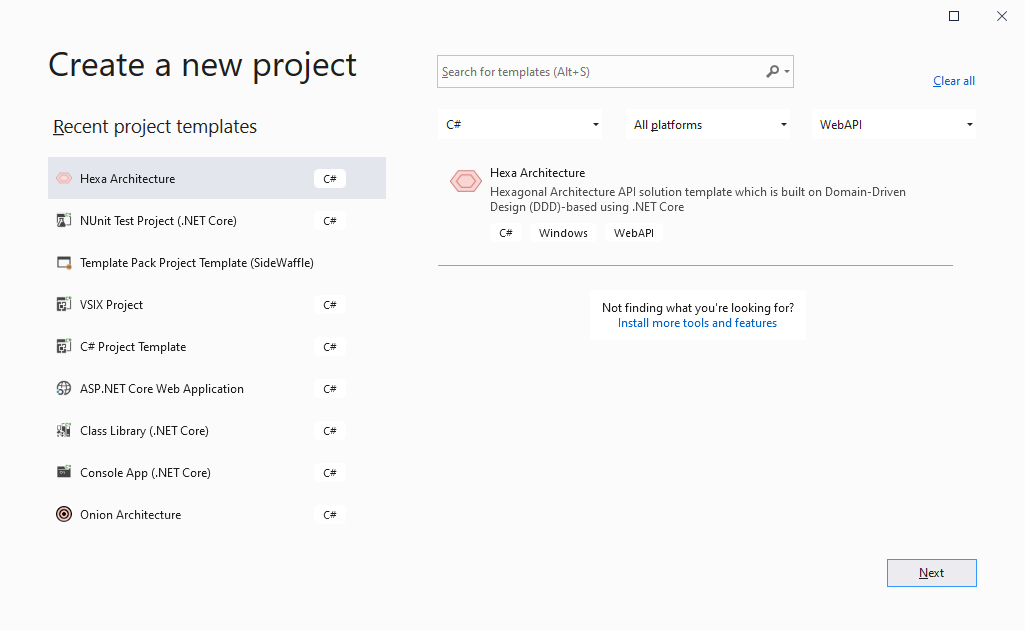 Create a new project
Search for templates (Alt+S)
Clear all
Recent project templates
C#
All platforms
WebAPI
Hexa Architecture C#
NUnit Test Project (.NET Core) C#
Template Pack Project Template (SideWaffle)
VSIX Project C#
C# Project Template C#
ASP.NET Core Web Application C#
Class Library (.NET Core) C#
Console App (.NET Core) C#
Onion Architecture C#
Hexa Architecture
Hexagonal Architecture API solution template which is built on Domain-Driven
Design (DDD)-based using .NET Core
C# Windows WebAPI
Not finding what you're looking for?
Install more tools and features
Next